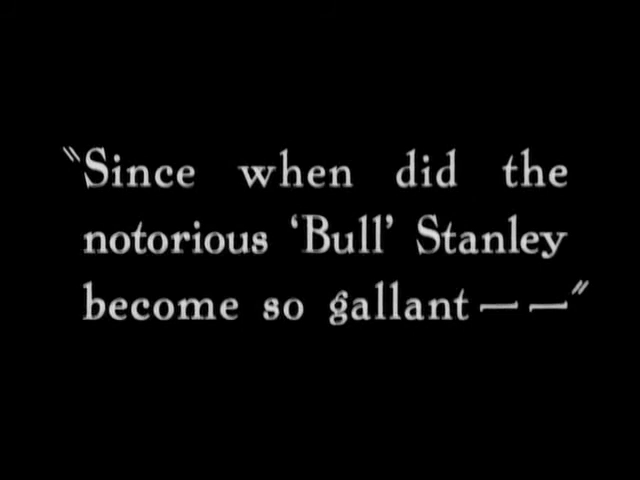 "Since when did the
notorious 'Bull' Stanley
become so gallant — —"